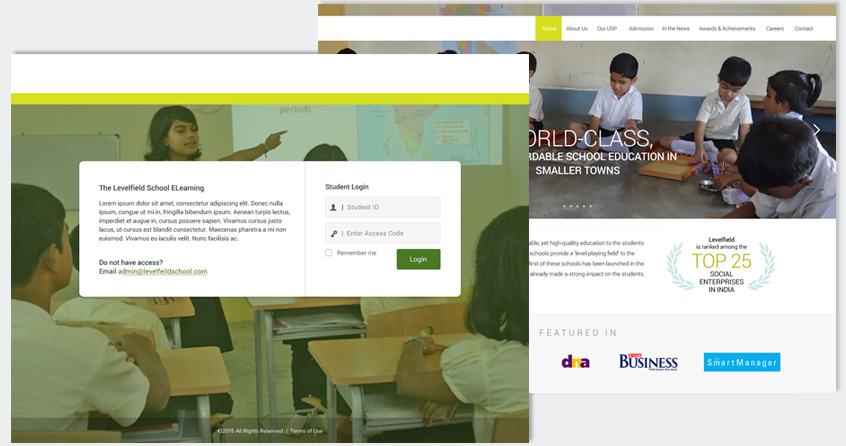 Home About Us Our USP Admission In the News Awards & Achievements Careers Contact
periods
ORLD-CLASS,
RDABLE SCHOOL EDUCATION IN
SMALLER TOWNS
The Levelfield School ELearning
Lorem ipsum dolor sit amet, consectetur adipiscing elit. Donec nulla
ipsum, congue ut mi in, fringilla bibendum ipsum. Aenean turpis lectus,
imperdiet et augue in, cursus posuere sapien. Vivamus cursus justo
lacus, ut cursus est blandit consectetur. Maecenas pharetra a mi non
euismod. Vivamus eu iaculis velit. Nunc facilisis ac.
Do not have access?
Email admin@levelfeildschool.com
Student Login
Student ID
Enter Access Code
Remember me
Login
©2015 All Rights Reserved | Terms of Use
able, yet high-quality education to the students
schools provide a 'level-playing field' to the
first of these schools has been launched in the
already made a strong impact on the students
Levelfield
is ranked among the
TOP 25
SOCIAL
ENTERPRISES
IN INDIA
FEATURED IN
dna
BUSINESS
SmartManager